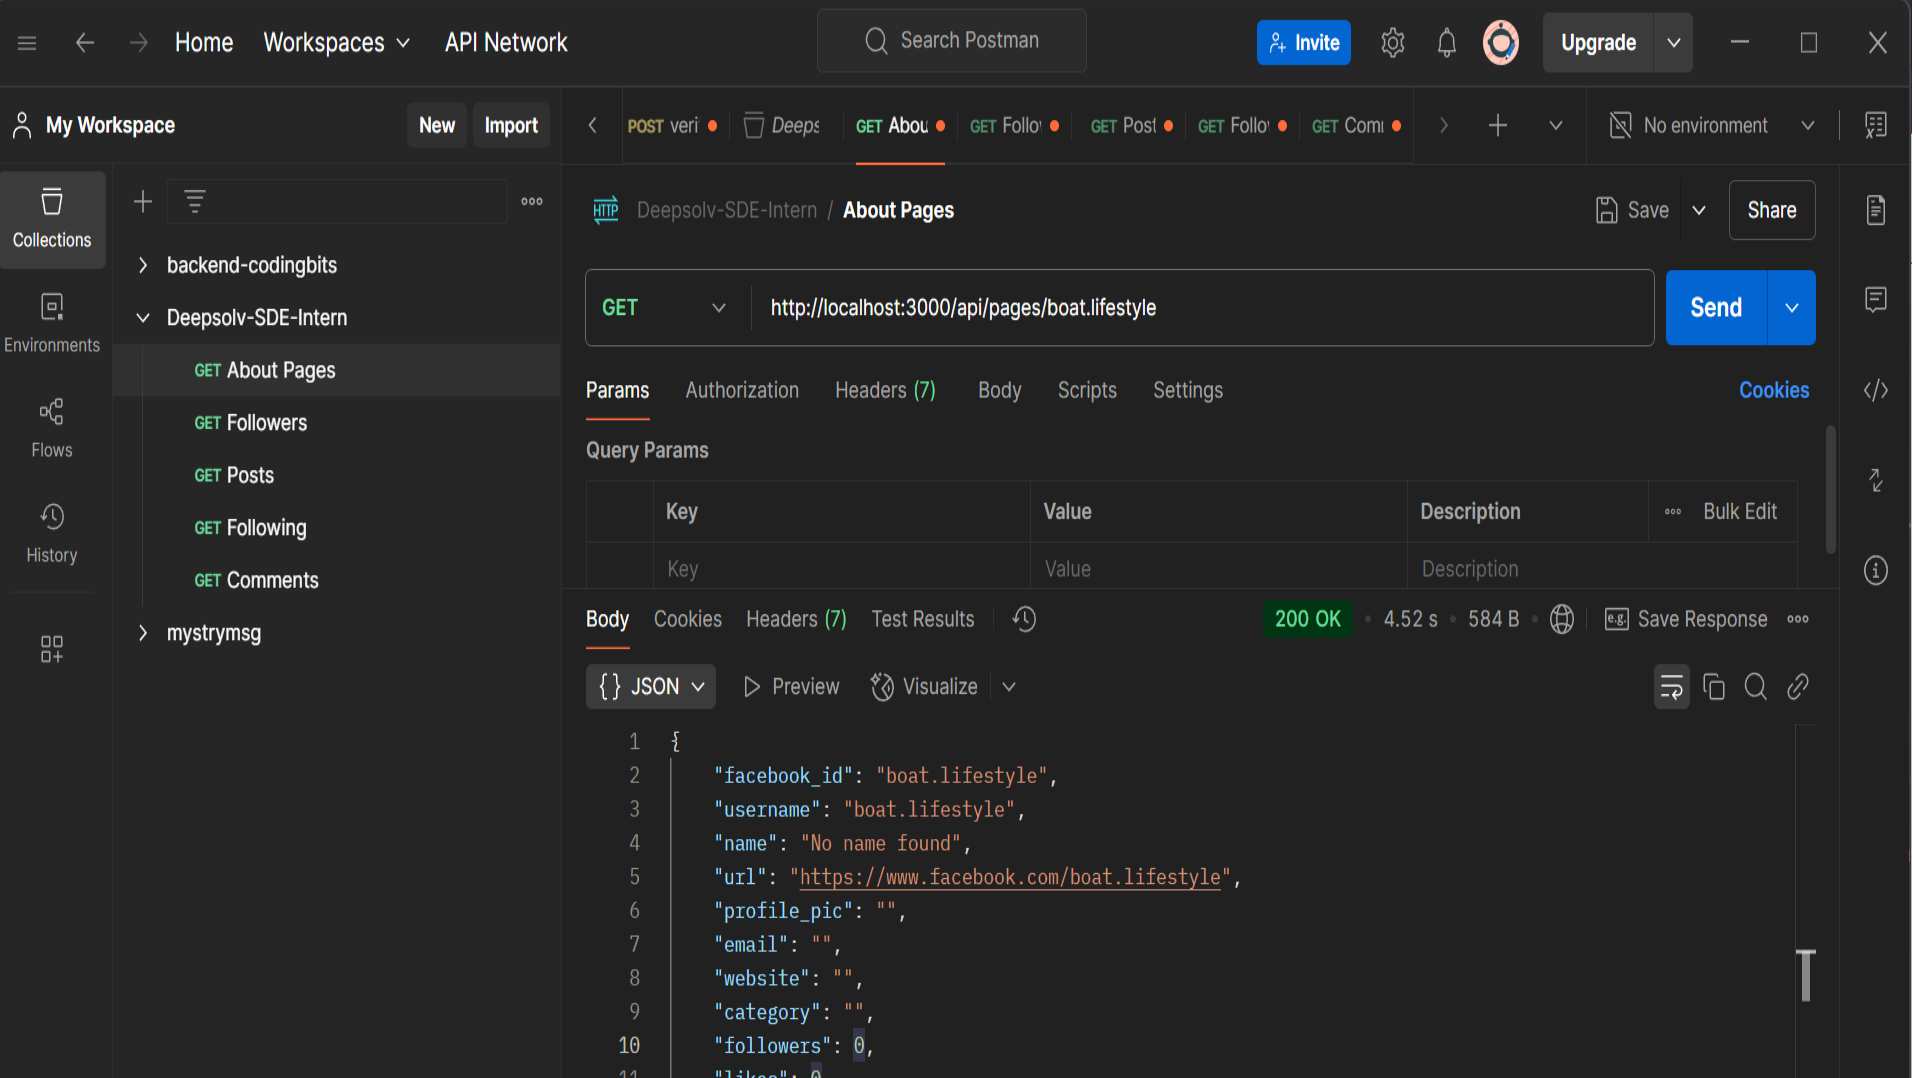 Home Workspaces API Network Search Postman Invite Upgrade
My Workspace New Import
POST veri Deeps GET Abou GET Follo GET Post GET Follo GET Com No environment
Collections
Environments
Flows
History
backend-codingbits
Deepsolv-SDE-Intern
GET About Pages
GET Followers
GET Posts
GET Following
GET Comments
mystrymsg
HTTP Deepsolv-SDE-Intern / About Pages Save Share
GET http://localhost:3000/api/pages/boat.lifestyle Send
Params Authorization Headers (7) Body Scripts Settings Cookies
Query Params
Key Value Description Bulk Edit
Key Value Description
Body Cookies Headers (7) Test Results 200 OK • 4.52 s • 584 B • e.g. Save Response
{} JSON Preview Visualize
1 {
2 "facebook_id": "boat.lifestyle",
3 "username": "boat.lifestyle",
4 "name": "No name found",
5 "url": "https://www.facebook.com/boat.lifestyle",
6 "profile_pic": "",
7 "email": "",
8 "website": "",
9 "category": "",
10 "followers": 0,
11 "likes": 0